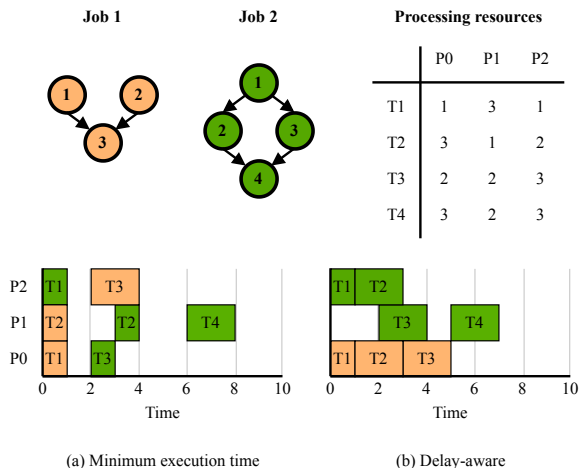 Job 1 Job 2 Processing resources
P0 P1 P2
1 2 3
1 2 3 4
T1 1 3 1
T2 3 1 2
T3 2 2 3
T4 3 2 3
P2 T1 T3
P1 T2 T2 T4
P0 T1 T3
0 2 4 6 8 10
Time
(a) Minimum execution time
T1 T2
T3 T4
T1 T2 T3
0 2 4 6 8 10
Time
(b) Delay-aware